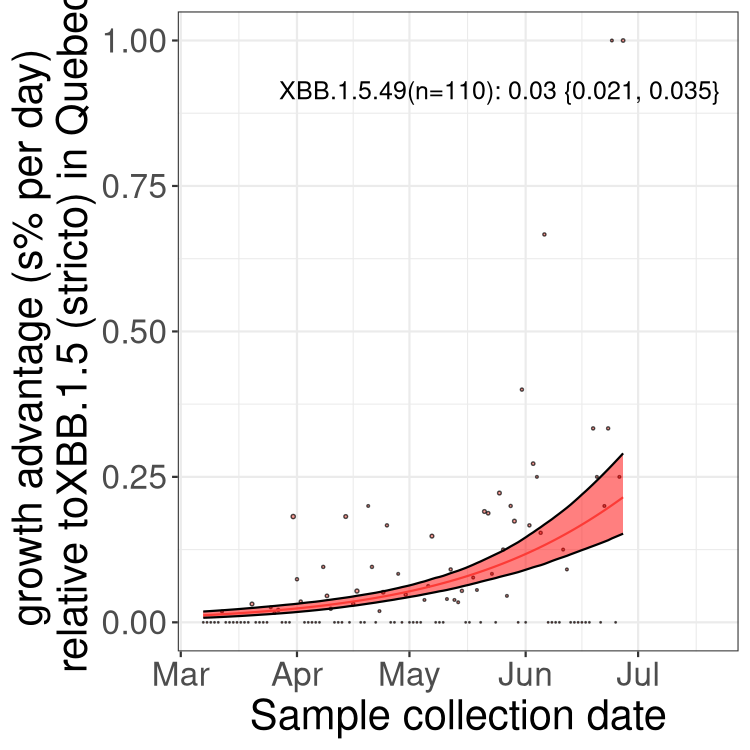 growth advantage (s% per day)
relative toXBB.1.5 (stricto) in Quebec
1.00
0.75
0.50
0.25
0.00
XBB.1.5.49(n=110): 0.03 {0.021, 0.035}
Mar Apr May Jun Jul
Sample collection date